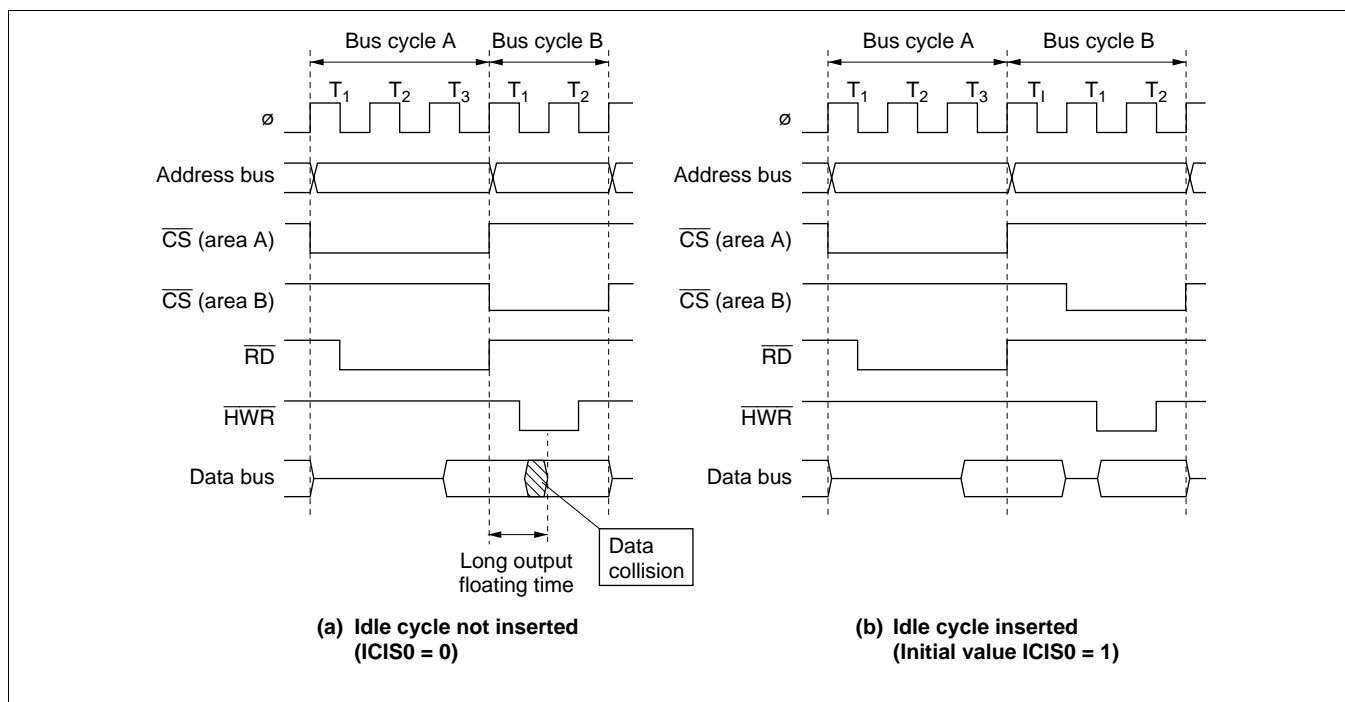 Bus cycle A Bus cycle B
T1 T2 T3 T1 T2
ø
Address bus
CS (area A)
CS (area B)
RD
HWR
Data bus
Long output
floating time
Data
collision
(a) Idle cycle not inserted
(ICIS0 = 0)
Bus cycle A Bus cycle B
T1 T2 T3 TI T1 T2
ø
Address bus
CS (area A)
CS (area B)
RD
HWR
Data bus
(b) Idle cycle inserted
(Initial value ICIS0 = 1)